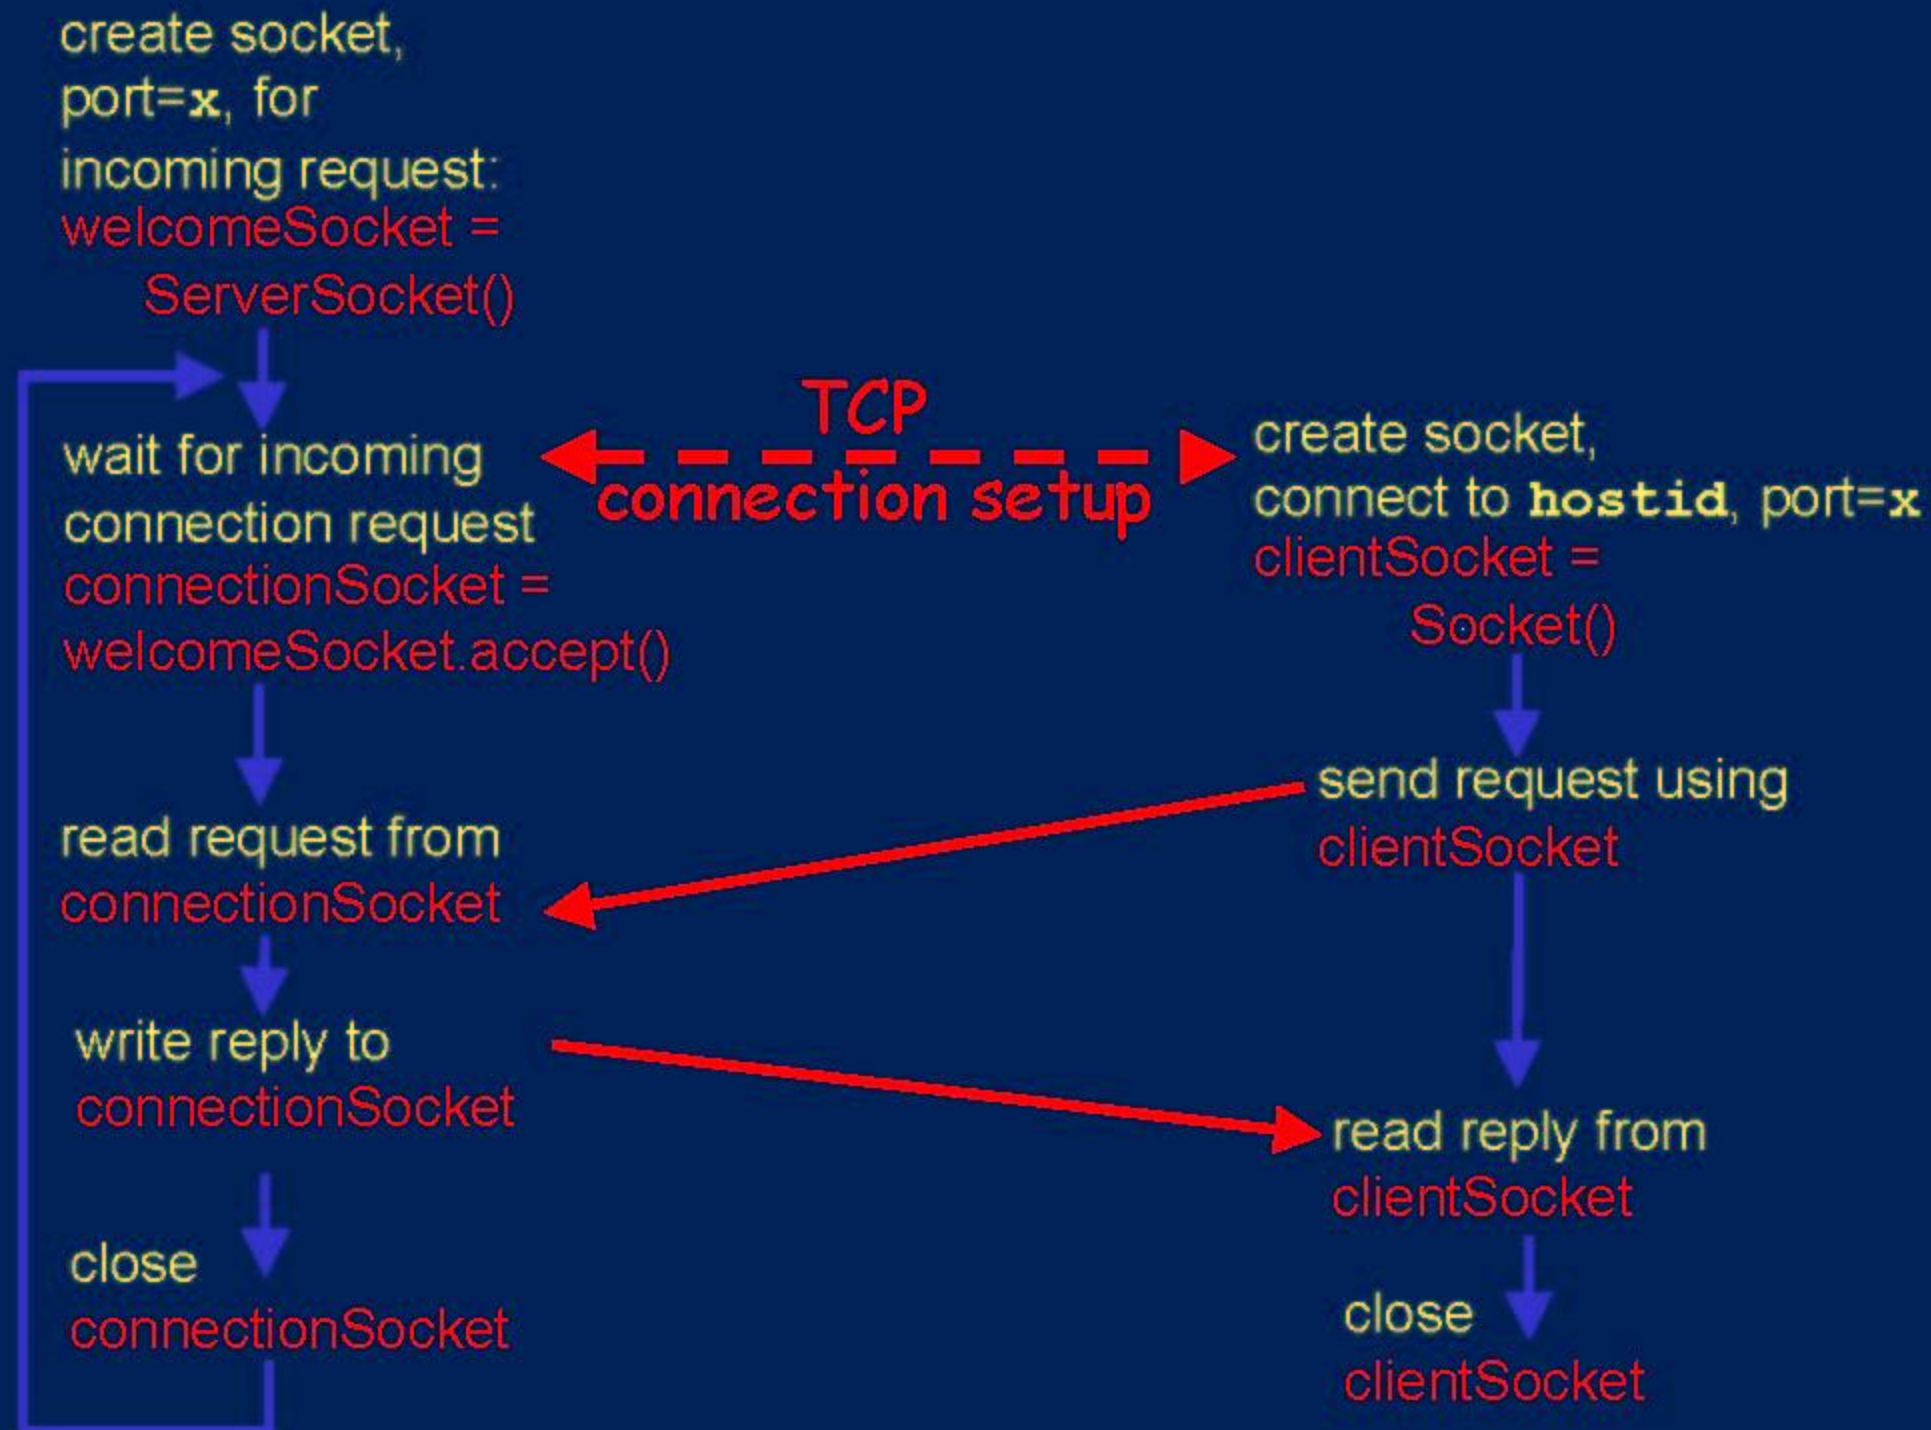 create socket,
port=x, for
incoming request:
welcomeSocket =
ServerSocket()
wait for incoming
connection request
connectionSocket =
welcomeSocket.accept()
read request from
connectionSocket
write reply to
connectionSocket
close
connectionSocket
TCP
connection setup
create socket,
connect to hostid, port=x
clientSocket =
Socket()
send request using
clientSocket
read reply from
clientSocket
close
clientSocket